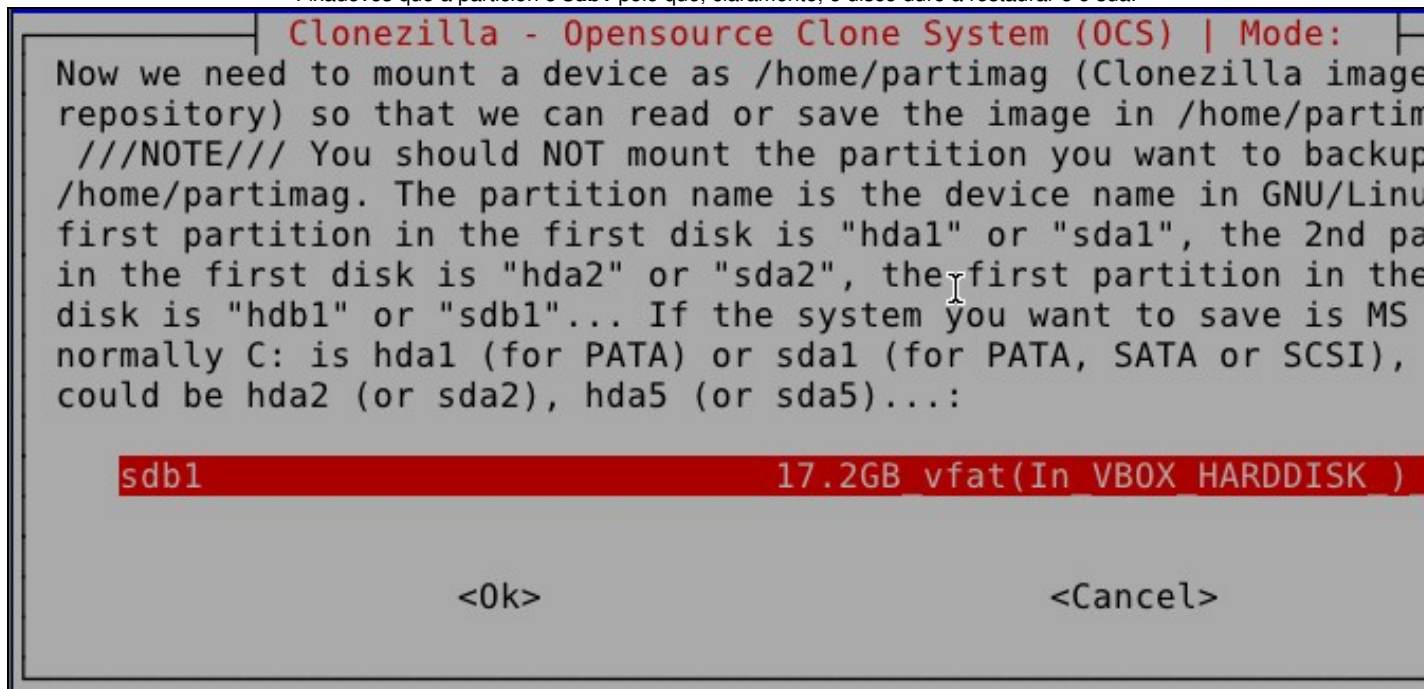 Clonezilla - Opensource Clone System (OCS) | Mode:
Now we need to mount a device as /home/partimag (Clonezilla image
repository) so that we can read or save the image in /home/partim
///NOTE/// You should NOT mount the partition you want to backup
/home/partimag. The partition name is the device name in GNU/Linu
first partition in the first disk is "hda1" or "sda1", the 2nd pa
in the first disk is "hda2" or "sda2", the first partition in the
disk is "hdb1" or "sdb1"... If the system you want to save is MS
normally C: is hda1 (for PATA) or sda1 (for PATA, SATA or SCSI),
could be hda2 (or sda2), hda5 (or sda5)...:
sdb1 17.2GB_vfat(In_VBOX_HARDDISK_)_
<Ok> <Cancel>